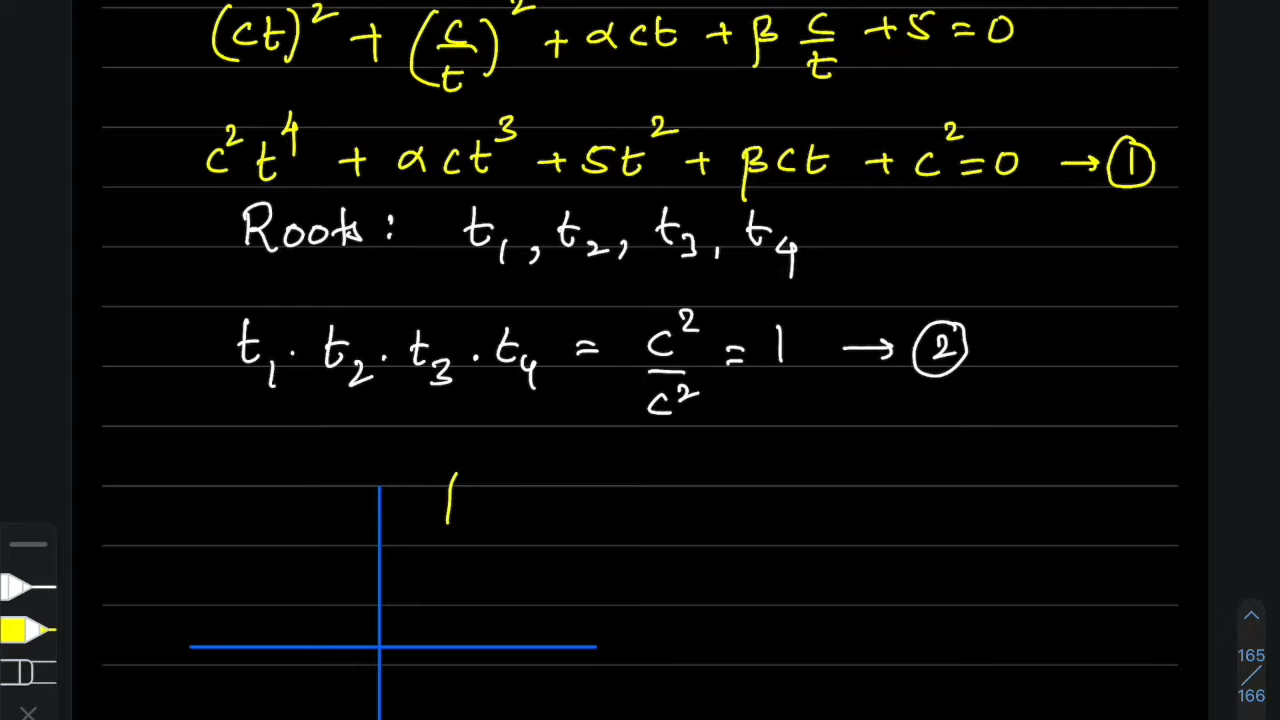 (ct)² + (c/t)² + αct + β c/t + 5 = 0
c²t⁴ + αct³ + 5t² + βct + c² = 0 → ①
Roots: t₁, t₂, t₃, t₄
t₁ · t₂ · t₃ · t₄ = c²/c² = 1 → ②
165
/
166